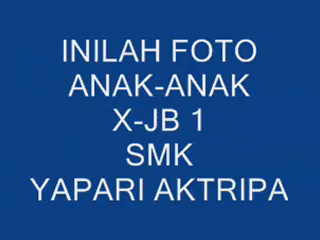 INILAH FOTO
ANAK-ANAK
X-JB 1
SMK
YAPARI AKTRIPA